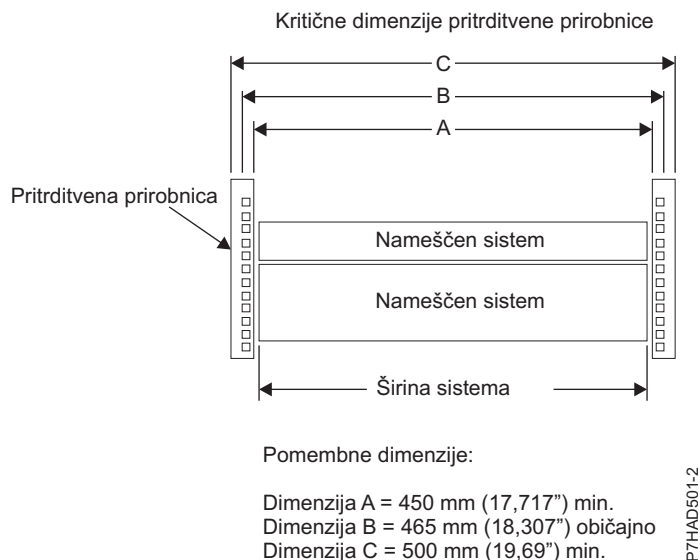 Kritične dimenzije pritrditvene prirobnice
C
B
A
Pritrditvena prirobnica
Nameščen sistem
Nameščen sistem
Širina sistema
Pomembne dimenzije:
Dimenzija A = 450 mm (17,717”) min.
Dimenzija B = 465 mm (18,307”) običajno
Dimenzija C = 500 mm (19,69”) min.
P7HAD501-2